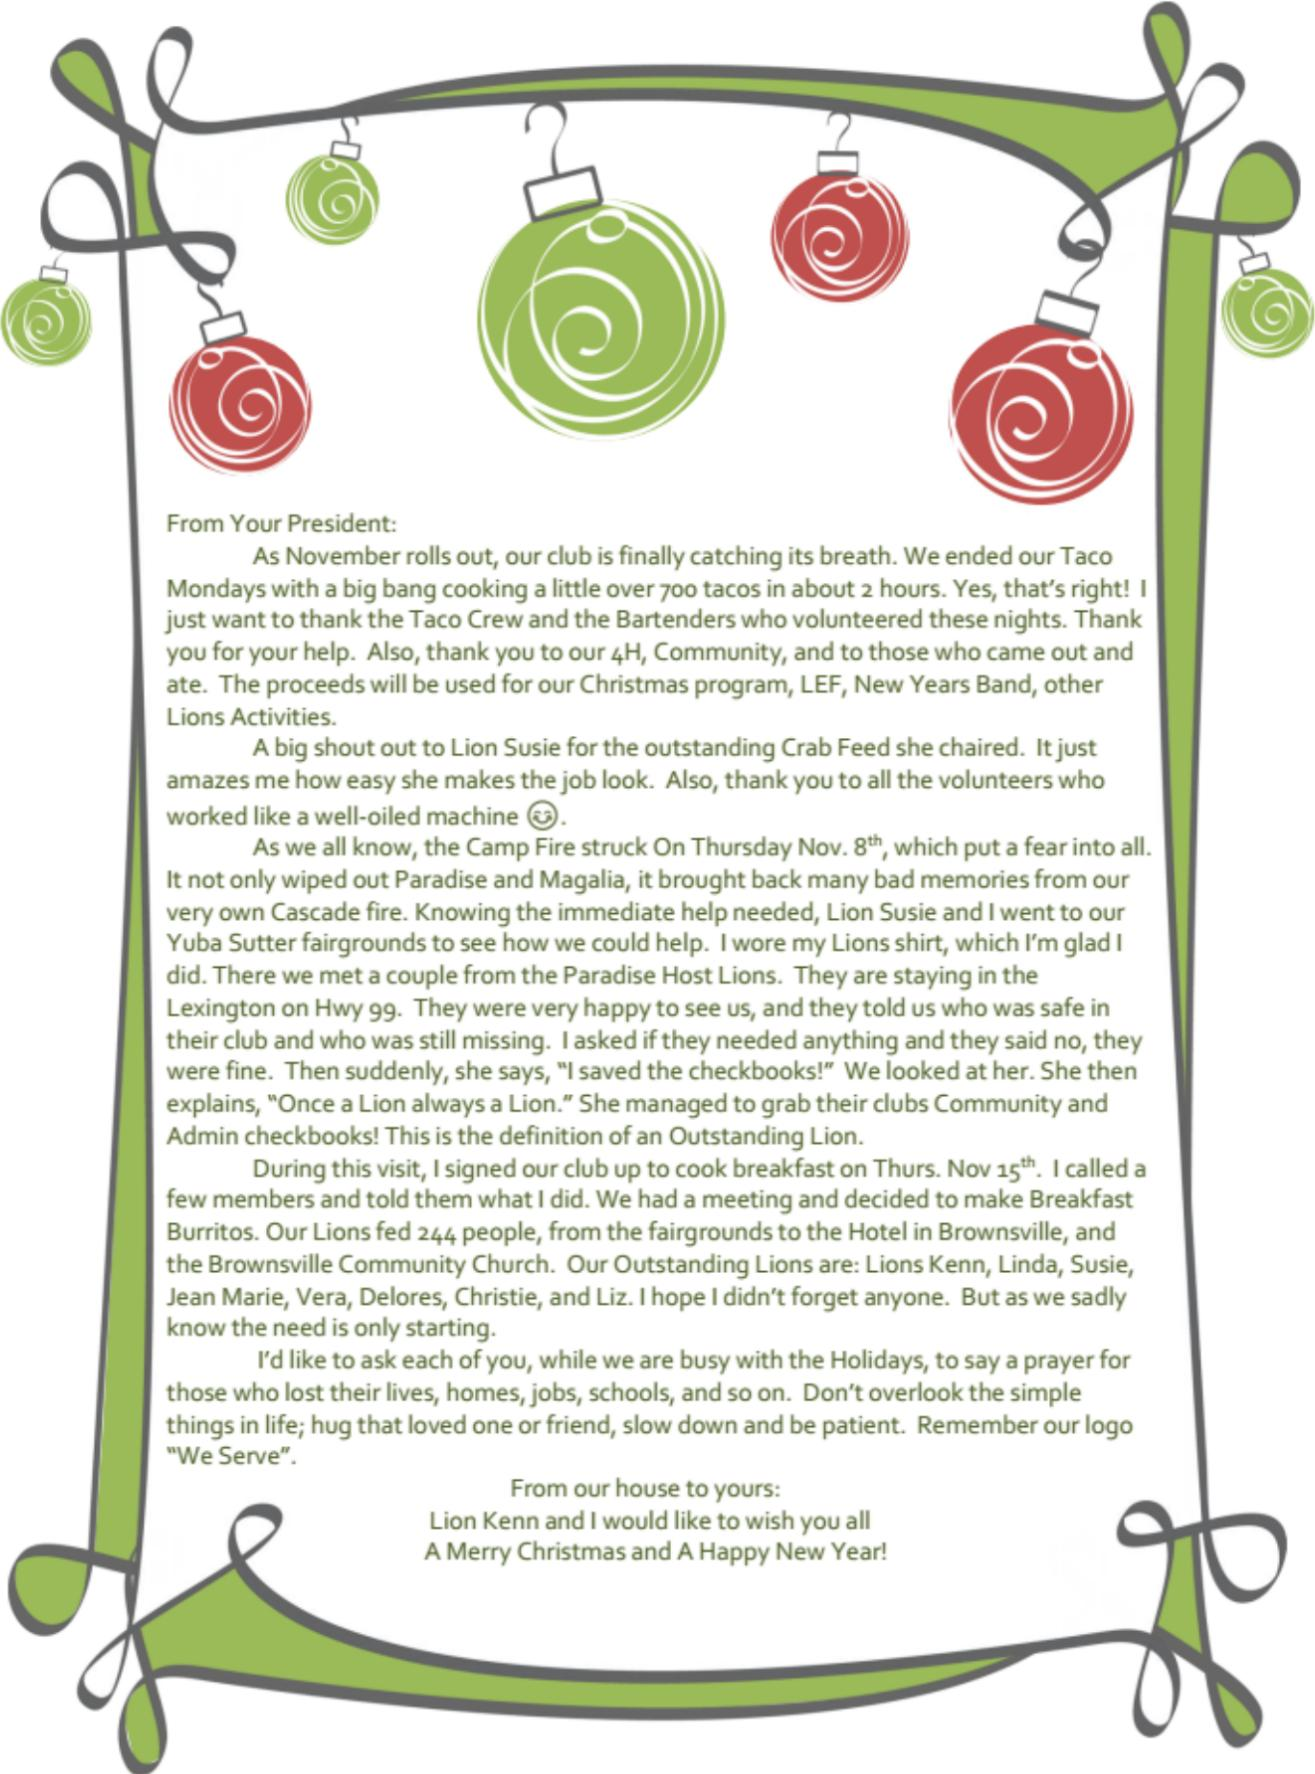 From Your President:
As November rolls out, our club is finally catching its breath. We ended our Taco
Mondays with a big bang cooking a little over 700 tacos in about 2 hours. Yes, that's right! I
just want to thank the Taco Crew and the Bartenders who volunteered these nights. Thank
you for your help. Also, thank you to our 4H, Community, and to those who came out and
ate. The proceeds will be used for our Christmas program, LEF, New Years Band, other
Lions Activities.
A big shout out to Lion Susie for the outstanding Crab Feed she chaired. It just
amazes me how easy she makes the job look. Also, thank you to all the volunteers who
worked like a well-oiled machine 😊.
As we all know, the Camp Fire struck On Thursday Nov. 8th, which put a fear into all.
It not only wiped out Paradise and Magalia, it brought back many bad memories from our
very own Cascade fire. Knowing the immediate help needed, Lion Susie and I went to our
Yuba Sutter fairgrounds to see how we could help. I wore my Lions shirt, which I'm glad I
did. There we met a couple from the Paradise Host Lions. They are staying in the
Lexington on Hwy 99. They were very happy to see us, and they told us who was safe in
their club and who was still missing. I asked if they needed anything and they said no, they
were fine. Then suddenly, she says, "I saved the checkbooks!" We looked at her. She then
explains, "Once a Lion always a Lion." She managed to grab their clubs Community and
Admin checkbooks! This is the definition of an Outstanding Lion.
During this visit, I signed our club up to cook breakfast on Thurs. Nov 15th. I called a
few members and told them what I did. We had a meeting and decided to make Breakfast
Burritos. Our Lions fed 244 people, from the fairgrounds to the Hotel in Brownsville, and
the Brownsville Community Church. Our Outstanding Lions are: Lions Kenn, Linda, Susie,
Jean Marie, Vera, Delores, Christie, and Liz. I hope I didn't forget anyone. But as we sadly
know the need is only starting.
I'd like to ask each of you, while we are busy with the Holidays, to say a prayer for
those who lost their lives, homes, jobs, schools, and so on. Don't overlook the simple
things in life; hug that loved one or friend, slow down and be patient. Remember our logo
"We Serve".
From our house to yours:
Lion Kenn and I would like to wish you all
A Merry Christmas and A Happy New Year!